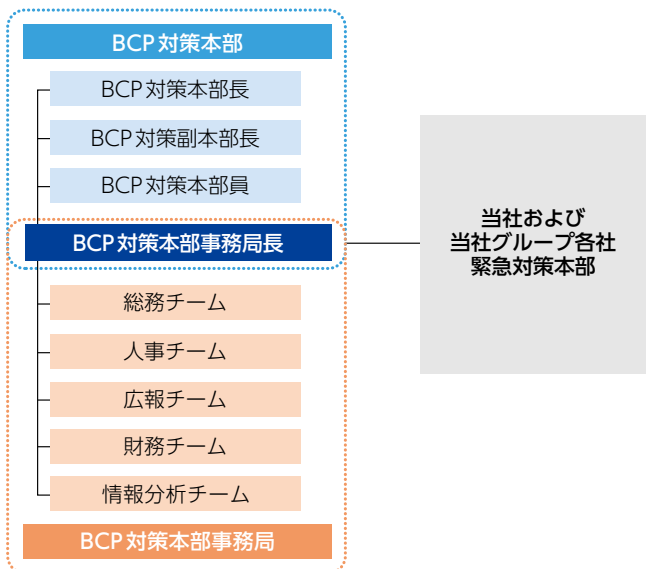 BCP対策本部
BCP対策本部長
BCP対策副本部長
BCP対策本部員
BCP対策本部事務局長
総務チーム
人事チーム
広報チーム
財務チーム
情報分析チーム
BCP対策本部事務局
当社および
当社グループ各社
緊急対策本部